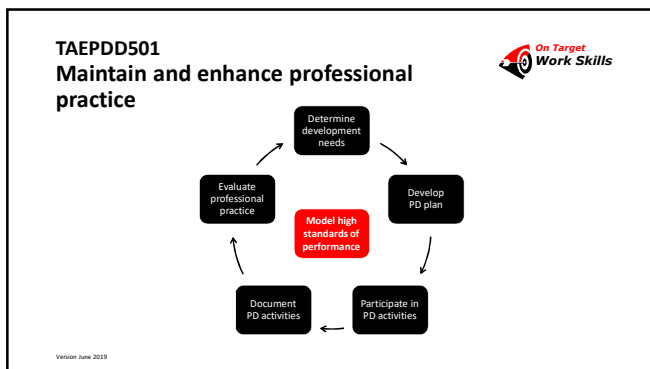 TAEPDD501
Maintain and enhance professional
practice
On Target
Work Skills
Determine
development
needs
Develop
PD plan
Participate in
PD activities
Document
PD activities
Evaluate
professional
practice
Model high
standards of
performance
Version June 2019